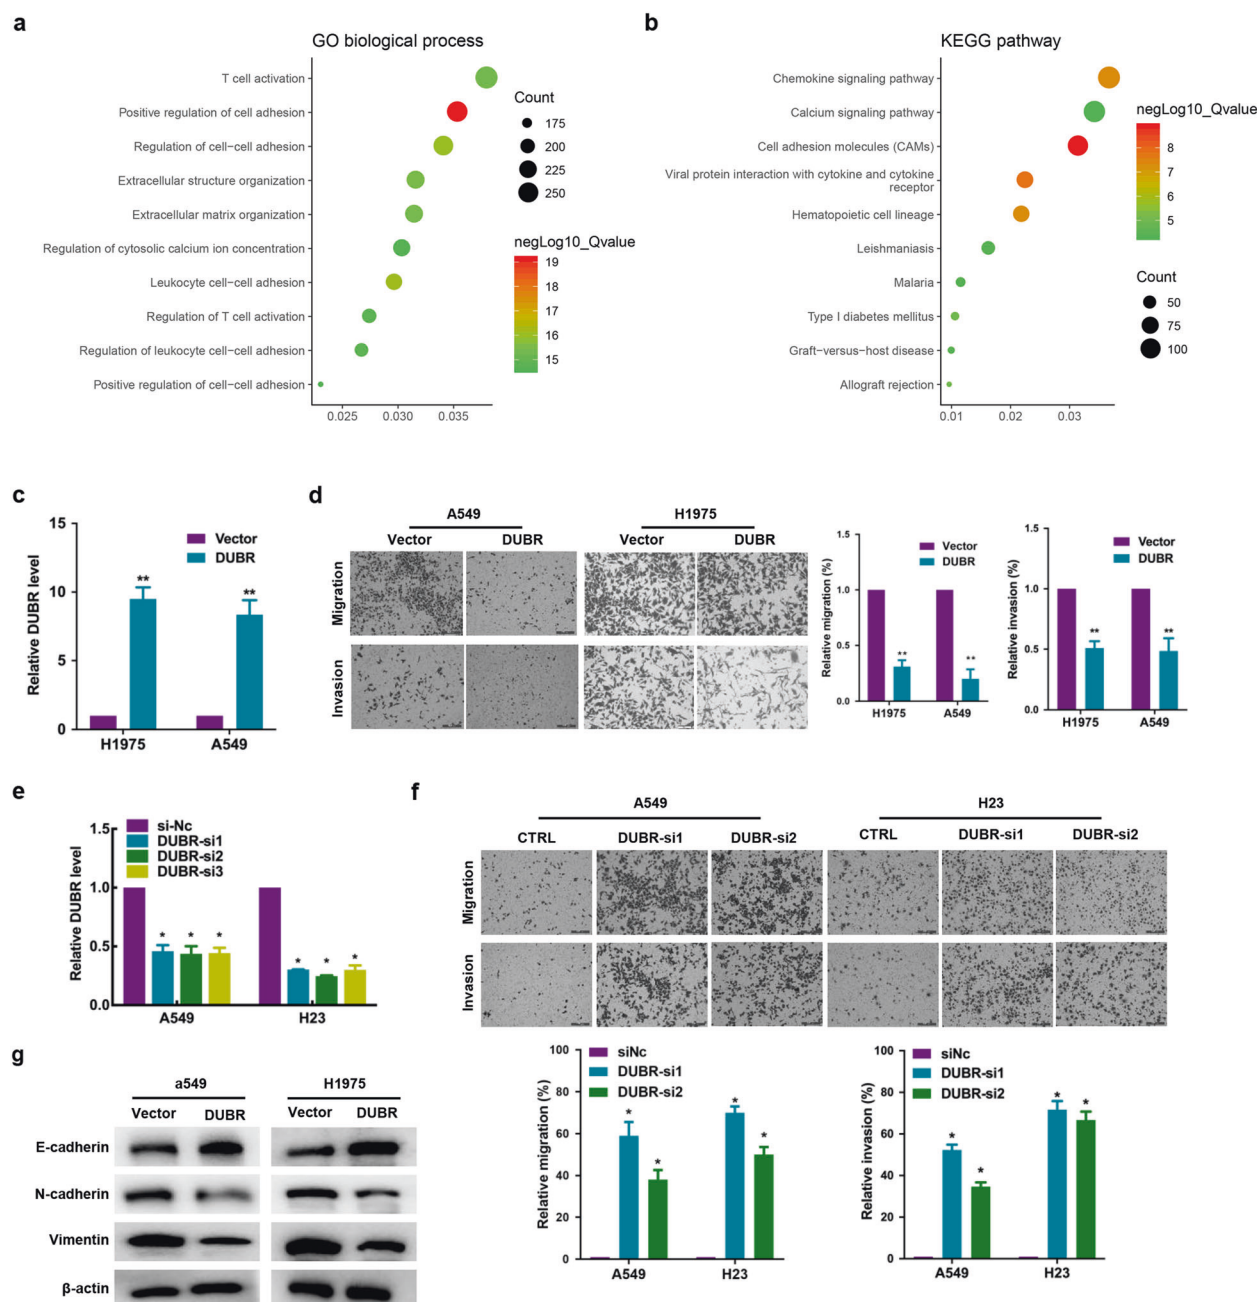 a
GO biological process
T cell activation
Positive regulation of cell adhesion
Regulation of cell−cell adhesion
Extracellular structure organization
Extracellular matrix organization
Regulation of cytosolic calcium ion concentration
Leukocyte cell−cell adhesion
Regulation of T cell activation
Regulation of leukocyte cell−cell adhesion
Positive regulation of cell−cell adhesion
0.025 0.030 0.035
Count
175
200
225
250
negLog10_Qvalue
19
18
17
16
15
b
KEGG pathway
Chemokine signaling pathway
Calcium signaling pathway
Cell adhesion molecules (CAMs)
Viral protein interaction with cytokine and cytokine
receptor
Hematopoietic cell lineage
Leishmaniasis
Malaria
Type I diabetes mellitus
Graft−versus−host disease
Allograft rejection
0.01 0.02 0.03
negLog10_Qvalue
8
7
6
5
Count
50
75
100
c
Relative DUBR level
15
10
5
0
Vector
DUBR
**
**
H1975 A549
d
A549 H1975
Vector DUBR Vector DUBR
Migration
Invasion
Relative migration (%)
1.5
1.0
0.5
0.0
Vector
DUBR
**
**
H1975 A549
Relative invasion (%)
1.5
1.0
0.5
0.0
Vector
DUBR
**
**
H1975 A549
e
Relative DUBR level
1.5
1.0
0.5
0.0
si-Nc
DUBR-si1
DUBR-si2
DUBR-si3
* * * * * *
A549 H23
f
A549 H23
CTRL DUBR-si1 DUBR-si2 CTRL DUBR-si1 DUBR-si2
Migration
Invasion
Relative migration (%)
100
80
60
40
20
0
siNc
DUBR-si1
DUBR-si2
* * * *
A549 H23
Relative invasion (%)
100
80
60
40
20
0
siNc
DUBR-si1
DUBR-si2
* * * *
A549 H23
g
a549 H1975
Vector DUBR Vector DUBR
E-cadherin
N-cadherin
Vimentin
β-actin